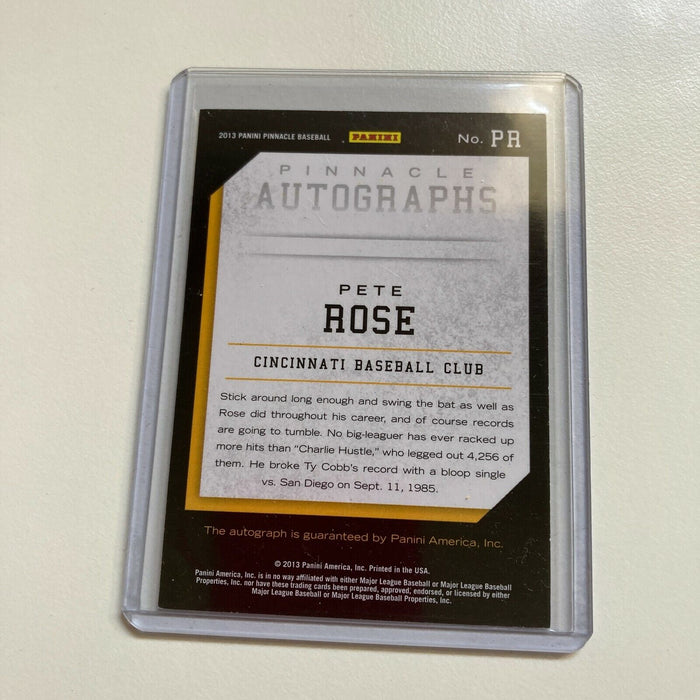 2013 PANINI PINNACLE BASEBALL PANINI No. PR
PINNACLE
AUTOGRAPHS
PETE
ROSE
CINCINNATI BASEBALL CLUB
Stick around long enough and swing the bat as well as
Rose did throughout his career, and of course records
are going to tumble. No big-leaguer has ever racked up
more hits than “Charlie Hustle,” who legged out 4,256 of
them. He broke Ty Cobb’s record with a bloop single
vs. San Diego on Sept. 11, 1985.
The autograph is guaranteed by Panini America, Inc.
© 2013 Panini America, Inc. Printed in the USA.
Panini America, Inc. is in no way affiliated with either Major League Baseball or Major League Baseball
Properties, Inc. nor have these trading cards been prepared, approved, endorsed, or licensed by either
Major League Baseball or Major League Baseball Properties, Inc.